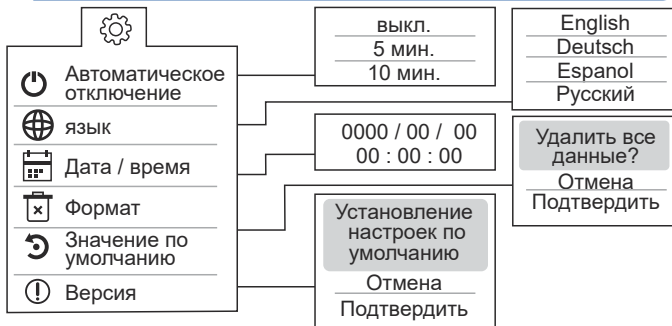 Автоматическое
отключение
язык
Дата / время
Формат
Значение по
умолчанию
Версия
выкл.
5 мин.
10 мин.
English
Deutsch
Espanol
Русский
0000 / 00 / 00
00 : 00 : 00
Удалить все
данные?
Отмена
Подтвердить
Установление
настроек по
умолчанию
Отмена
Подтвердить